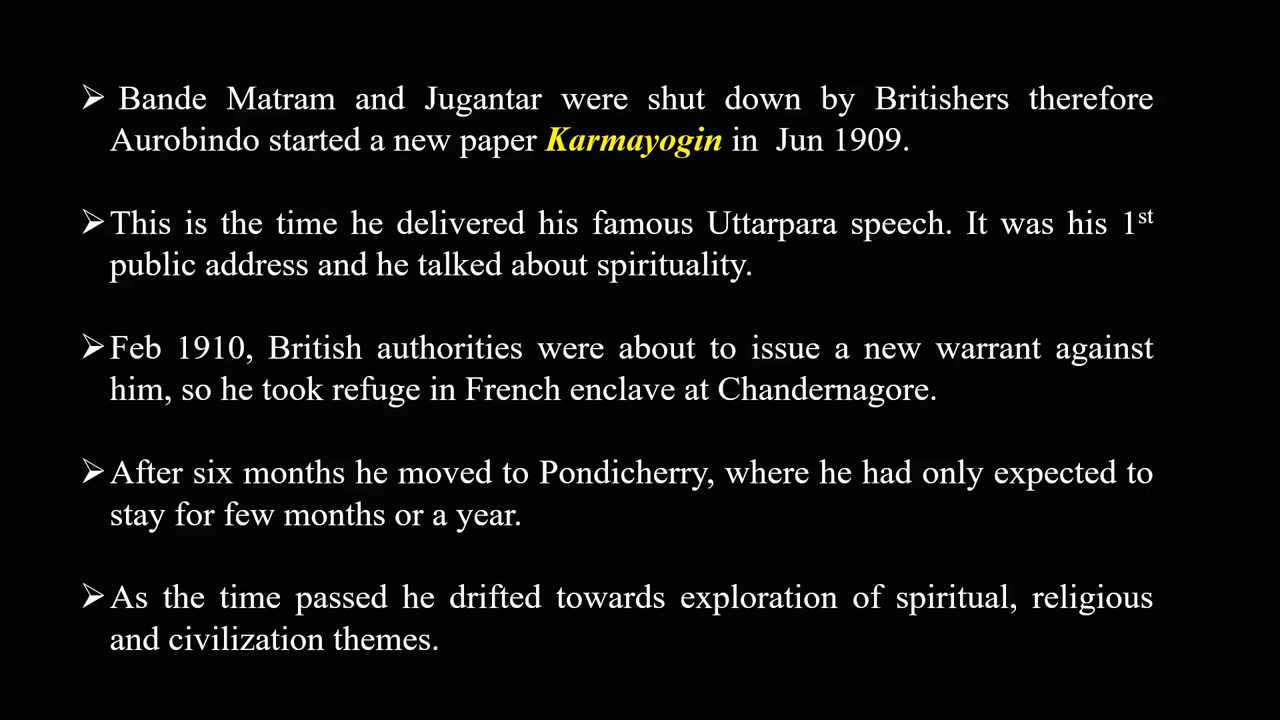 ➢ Bande Matram and Jugantar were shut down by Britishers therefore
Aurobindo started a new paper Karmayogin in Jun 1909.
➢ This is the time he delivered his famous Uttarpara speech. It was his 1st
public address and he talked about spirituality.
➢ Feb 1910, British authorities were about to issue a new warrant against
him, so he took refuge in French enclave at Chandernagore.
➢ After six months he moved to Pondicherry, where he had only expected to
stay for few months or a year.
➢ As the time passed he drifted towards exploration of spiritual, religious
and civilization themes.